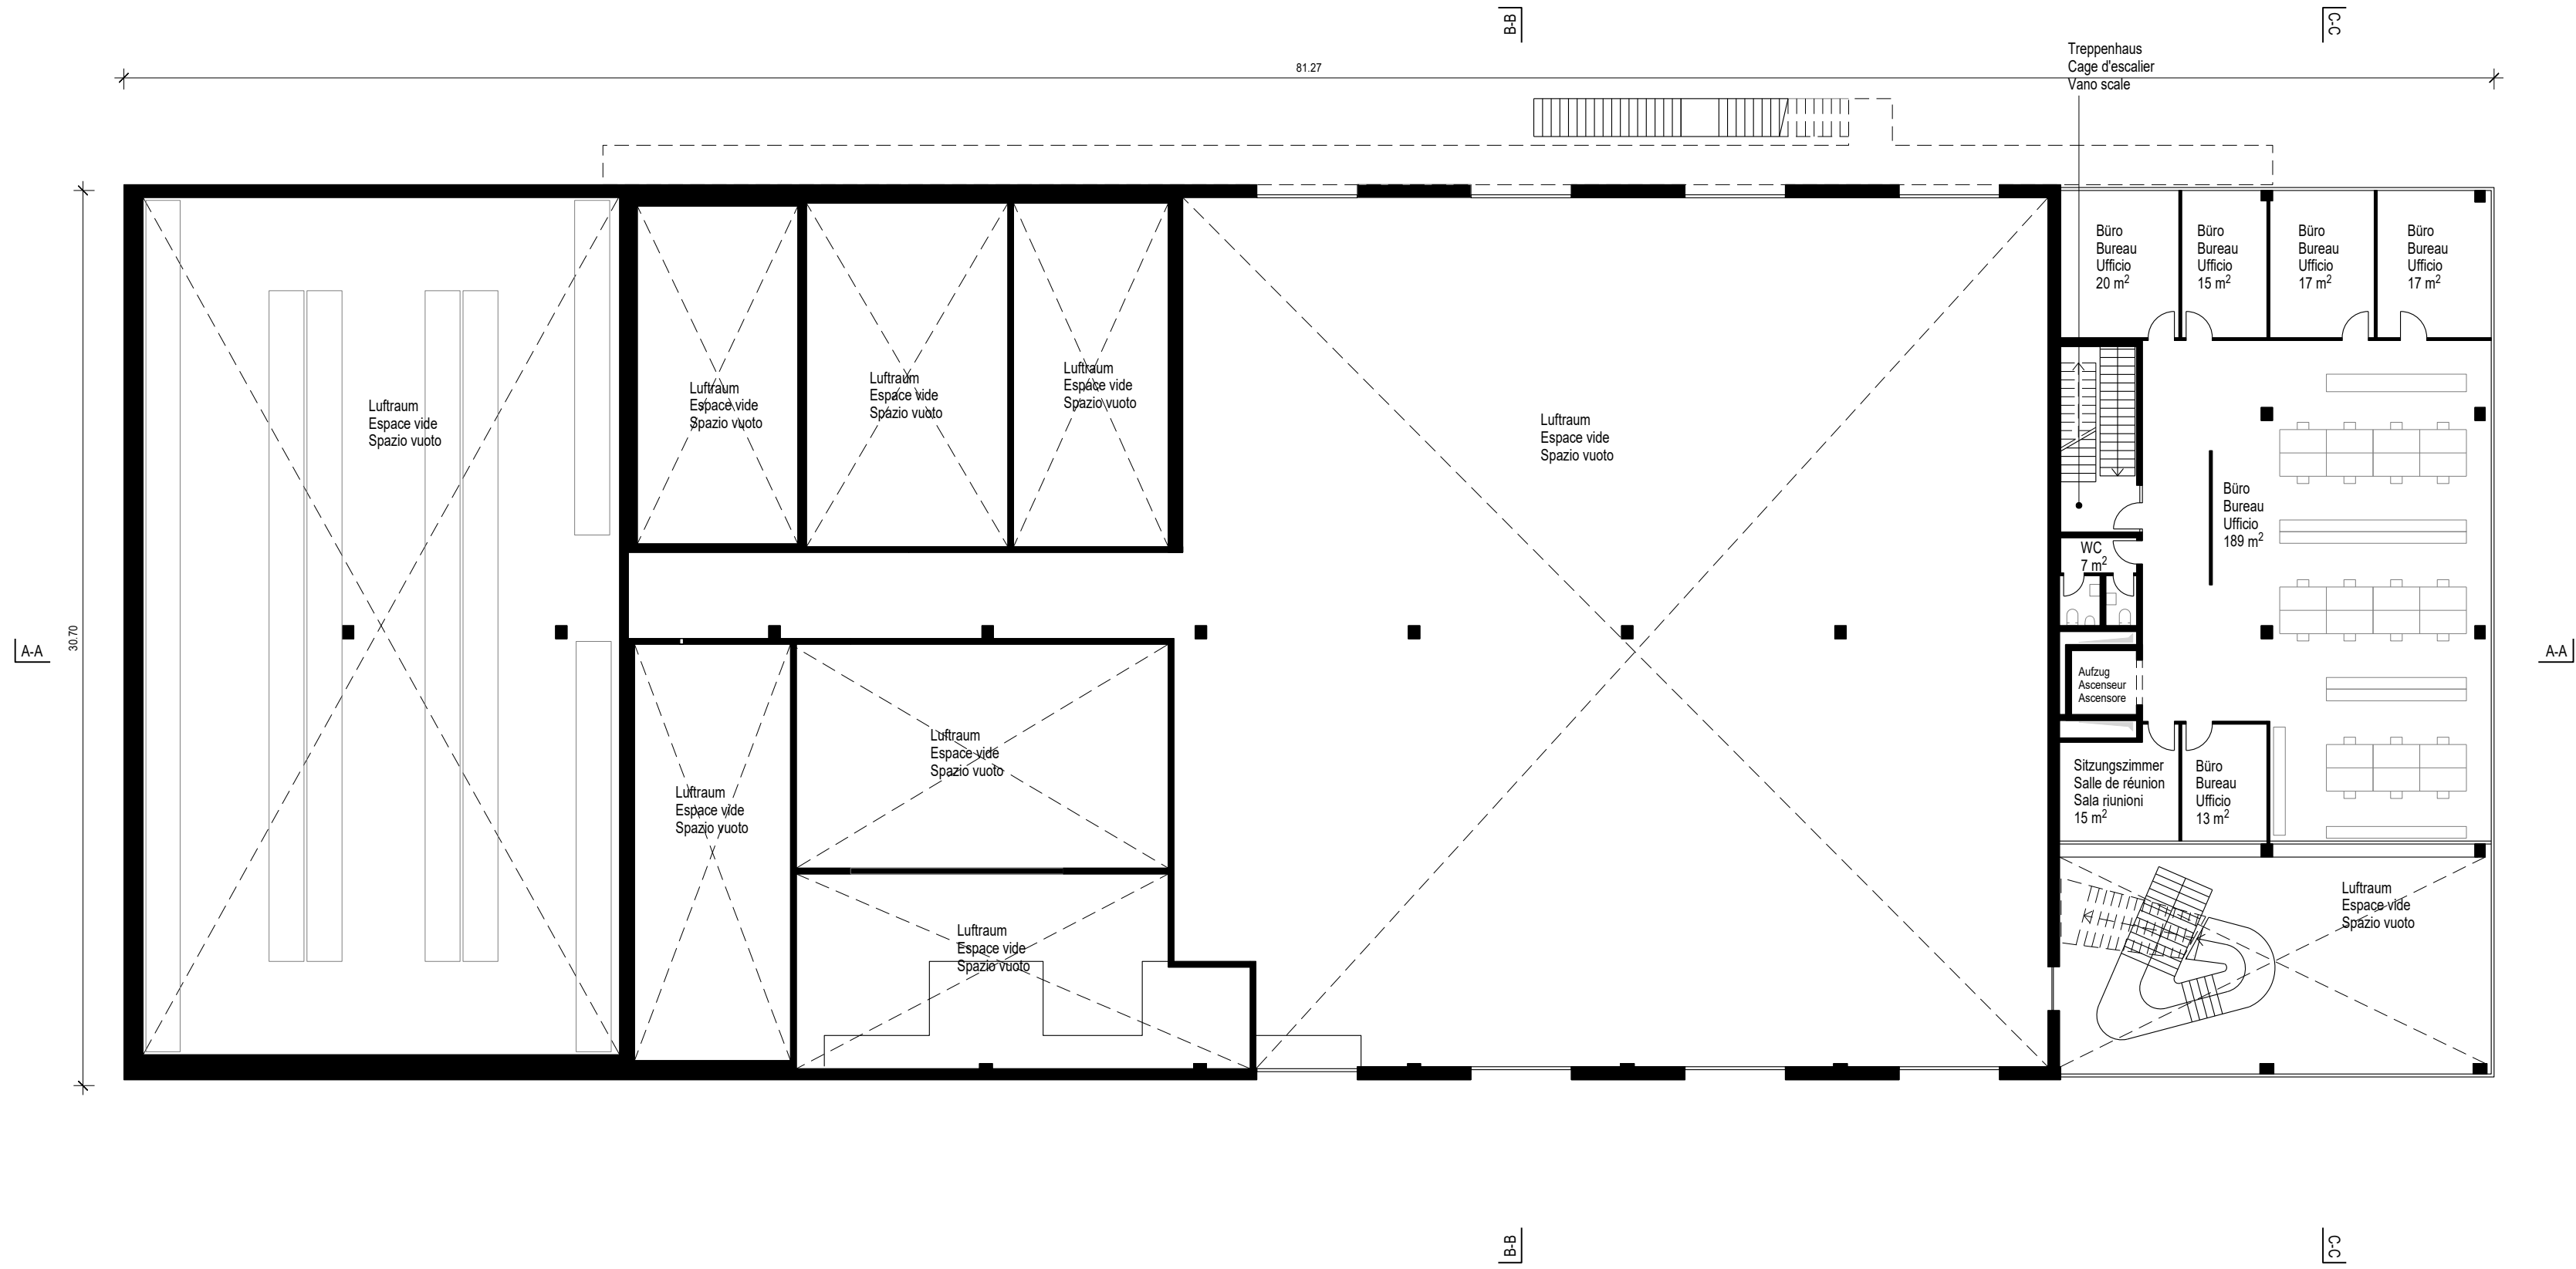 B-B
C-C
Treppenhaus
Cage d'escalier
Vano scale
81.27
Büro
Bureau
Ufficio
20 m²
Büro
Bureau
Ufficio
15 m²
Büro
Bureau
Ufficio
17 m²
Büro
Bureau
Ufficio
17 m²
Luftraum
Espace vide
Spazio vuoto
Luftraum
Espace vide
Spazio vuoto
Luftraum
Espace vide
Spazio vuoto
Luftraum
Espace vide
Spazio vuoto
Luftraum
Espace vide
Spazio vuoto
Büro
Bureau
Ufficio
189 m²
WC
7 m²
30.70
A-A
A-A
Aufzug
Ascenseur
Ascensore
Luftraum
Espace vide
Spazio vuoto
Luftraum
Espace vide
Spazio vuoto
Sitzungszimmer
Salle de réunion
Sala riunioni
15 m²
Büro
Bureau
Ufficio
13 m²
Luftraum
Espace vide
Spazio vuoto
Luftraum
Espace vide
Spazio vuoto
B-B
C-C